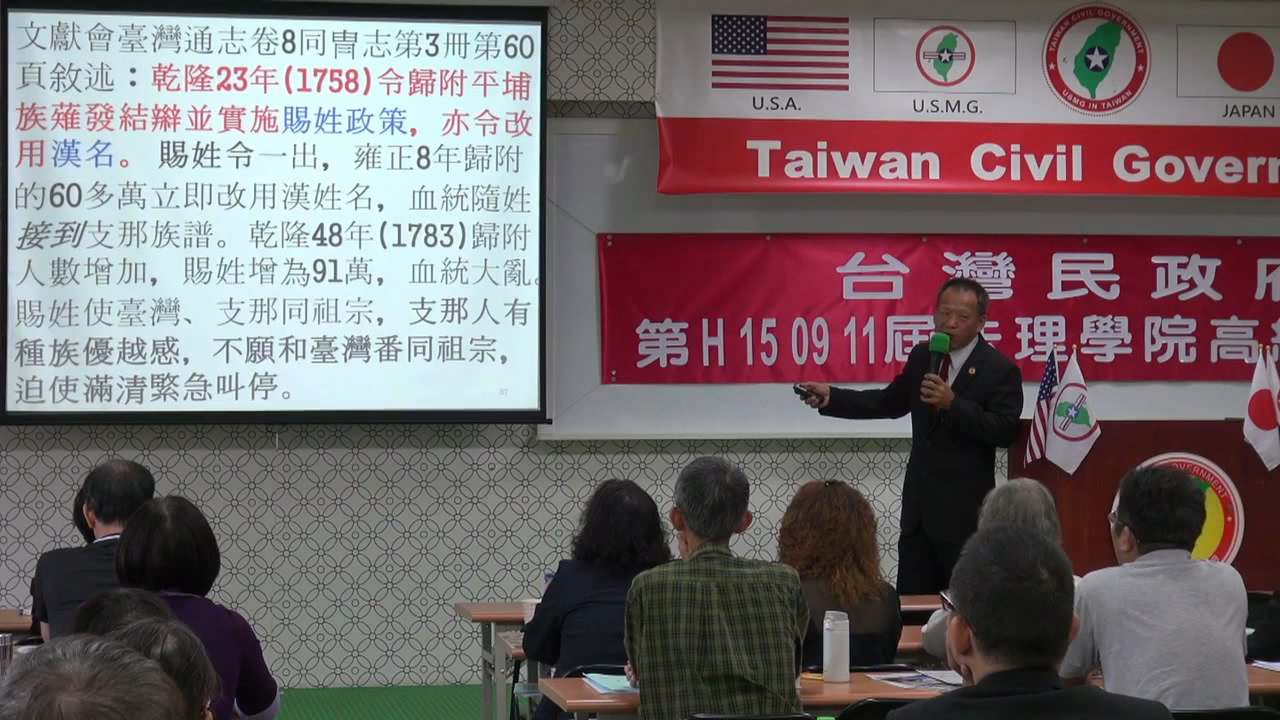 文獻會臺灣通志卷8同冑志第3冊第60
頁敘述：乾隆23年(1758)令歸附平埔
族薙發結辮並實施賜姓政策，亦令改
用漢名。賜姓令一出，雍正8年歸附
的60多萬立即改用漢姓名，血統隨姓
接到支那族譜。乾隆48年(1783)歸附
人數增加，賜姓增為91萬，血統大亂。
賜姓使臺灣、支那同祖宗，支那人有
種族優越感，不願和臺灣番同祖宗，
迫使滿清緊急叫停。
U.S.A.
U.S.M.G.
TAIWAN CIVIL GOVERNMENT
USMG IN TAIWAN
JAPAN
Taiwan Civil Govern
台灣民政府
第H 15 09 11屆
理學院高